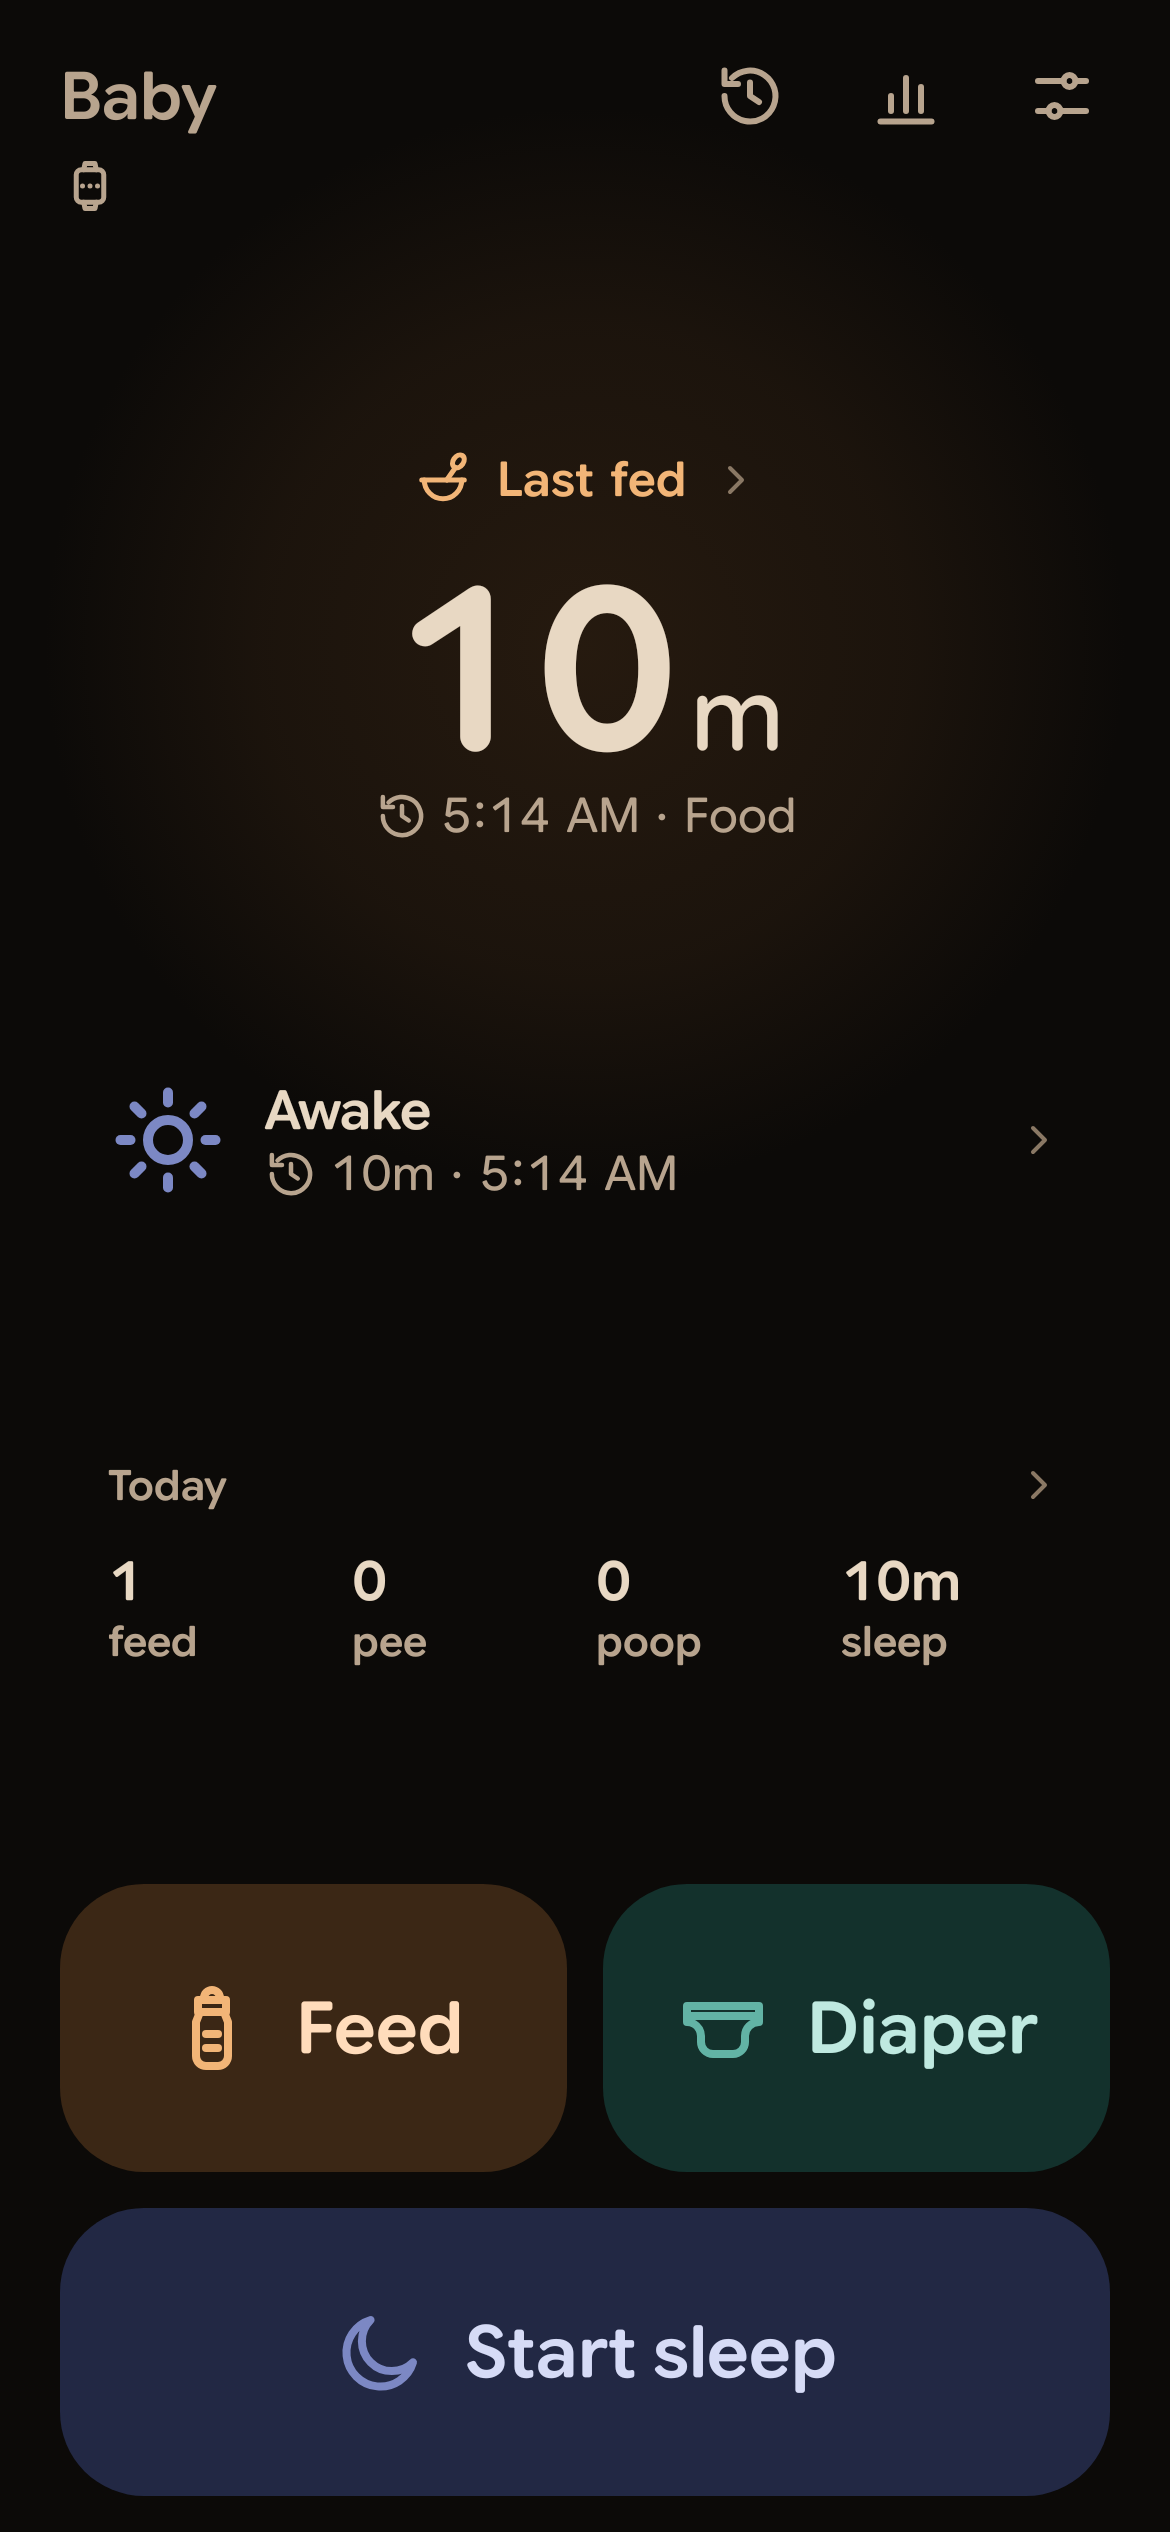 Baby
Last fed
10m
5:14 AM · Food
Awake
10m · 5:14 AM
Today
1 0 0 10m
feed pee poop sleep
Feed Diaper
Start sleep